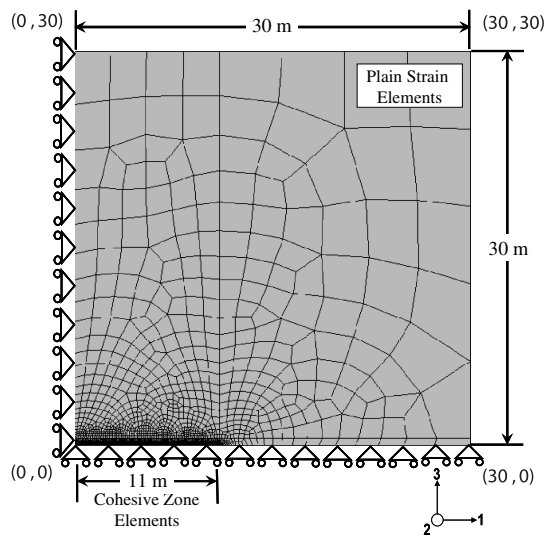 (0,30)
30 m
(30,30)
Plain Strain
Elements
30 m
(0,0)
11 m
(30,0)
Cohesive Zone
Elements
3
2
1